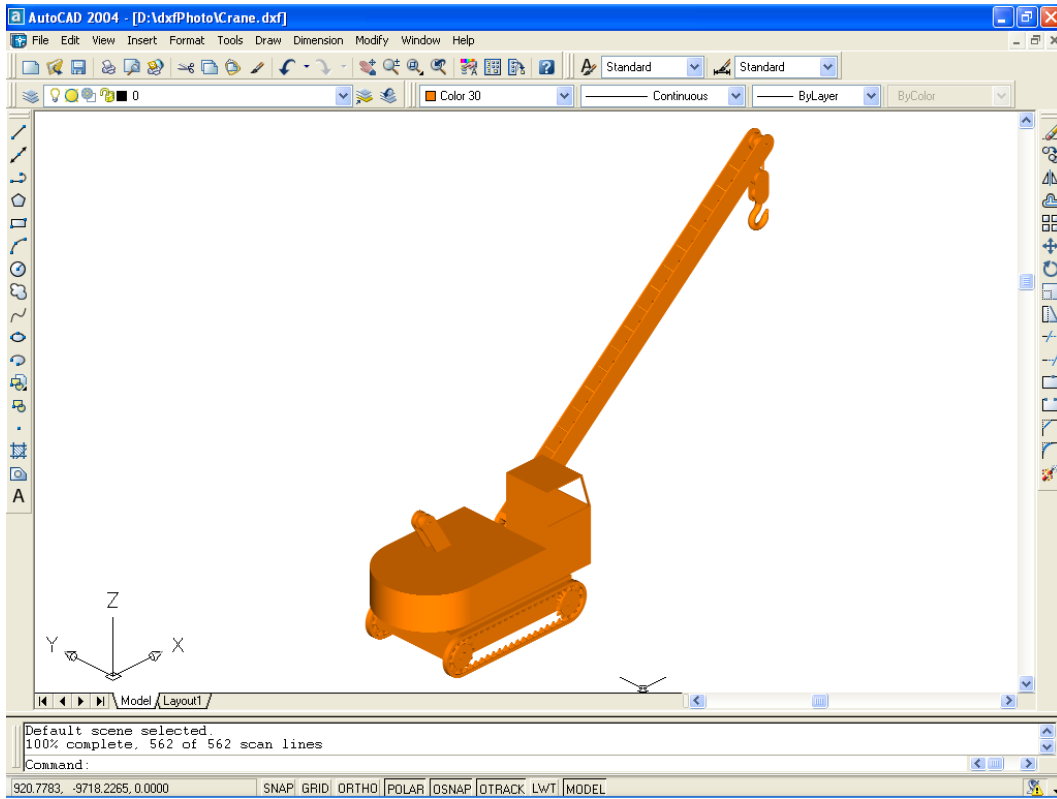 AutoCAD 2004 - [D:\dxfPhoto\Crane.dxf]
File Edit View Insert Format Tools Draw Dimension Modify Window Help
Standard Standard
0 Color 30 Continuous ByLayer ByColor
A
Z
Y X
Model Layout1
Default scene selected.
100% complete, 562 of 562 scan lines
Command:
920.7783, -9718.2265, 0.0000 SNAP GRID ORTHO POLAR OSNAP OTRACK LWT MODEL